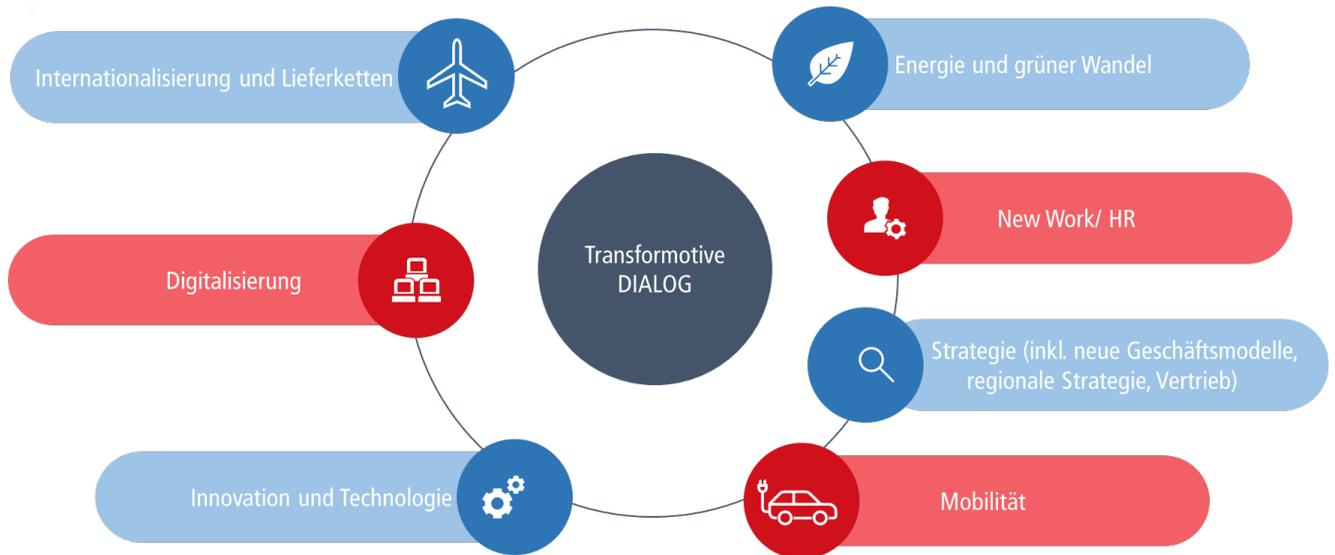 Internationalisierung und Lieferketten
Energie und grüner Wandel
New Work/ HR
Transformotive
DIALOG
Digitalisierung
Strategie (inkl. neue Geschäftsmodelle,
regionale Strategie, Vertrieb)
Innovation und Technologie
Mobilität